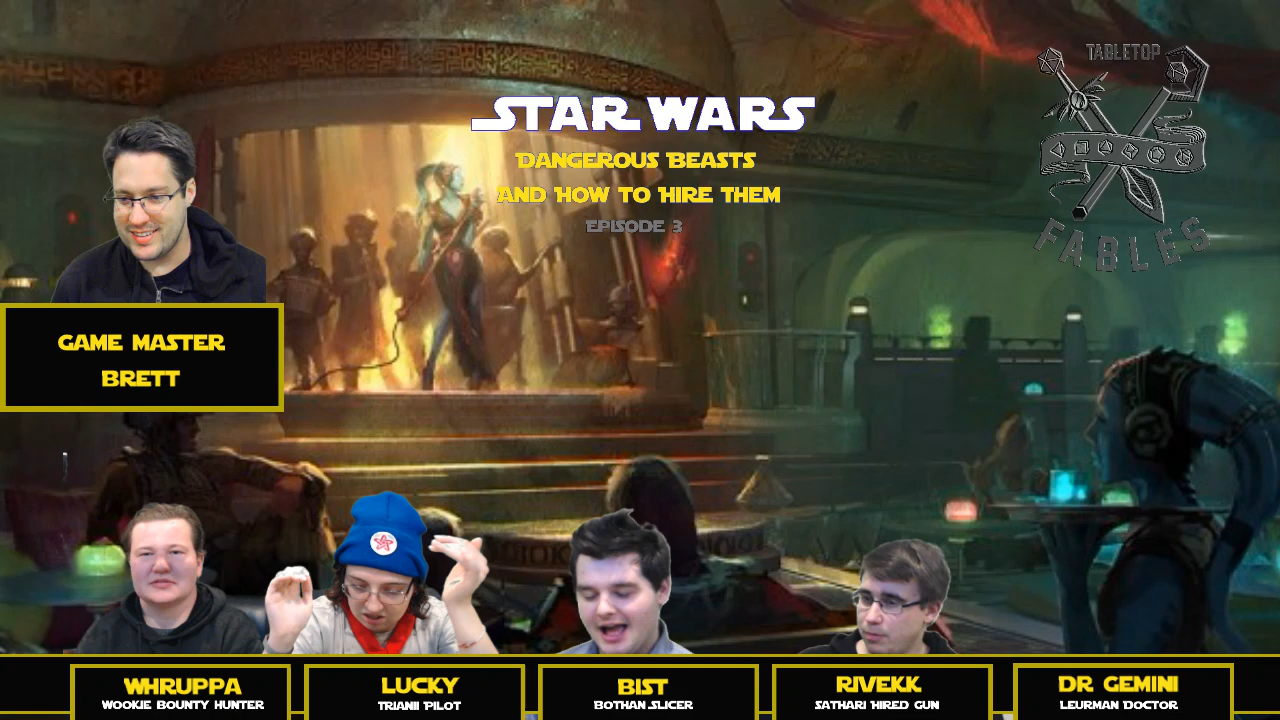 TABLETOP
FABLES
STAR WARS
DANGEROUS BEASTS
AND HOW TO HIRE THEM
EPISODE 3
GAME MASTER
BRETT
WHRUPPA
WOOKIE BOUNTY HUNTER
LUCKY
TRIANII PILOT
BIST
BOTHAN SLICER
RIVEKK
SATHARI HIRED GUN
DR GEMINI
LEURMAN DOCTOR